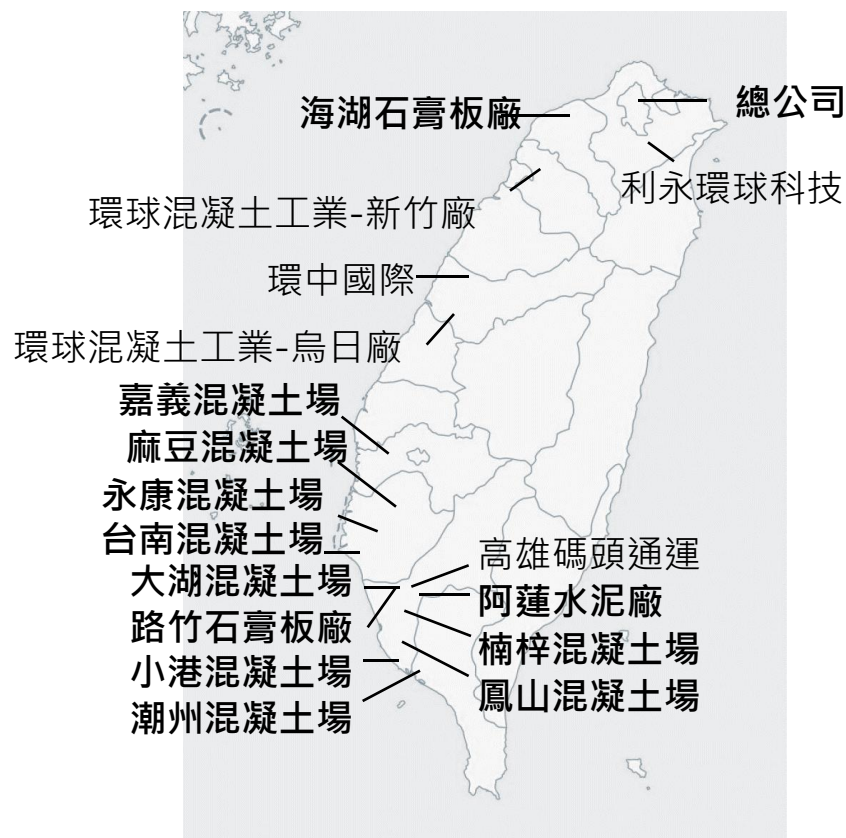 總公司
海湖石膏板廠
利永環球科技
環球混凝土工業-新竹廠
環中國際
環球混凝土工業-烏日廠
嘉義混凝土場
麻豆混凝土場
永康混凝土場
台南混凝土場
高雄碼頭通運
大湖混凝土場
阿蓮水泥廠
路竹石膏板廠
楠梓混凝土場
小港混凝土場
鳳山混凝土場
潮州混凝土場